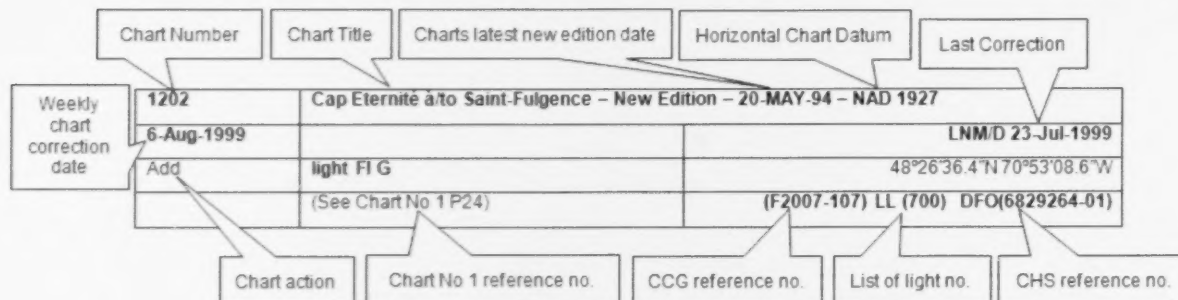 Chart Number
Chart Title
Charts latest new edition date
Horizontal Chart Datum
Last Correction
Weekly
chart
correction
date
1202 Cap Eternité à/to Saint-Fulgence – New Edition – 20-MAY-94 – NAD 1927
6-Aug-1999 LNM/D 23-Jul-1999
Add light Fl G 48°26'36.4"N 70°53'08.6"W
(See Chart No 1 P24) (F2007-107) LL (700) DFO(6829264-01)
Chart action
Chart No 1 reference no.
CCG reference no.
List of light no.
CHS reference no.